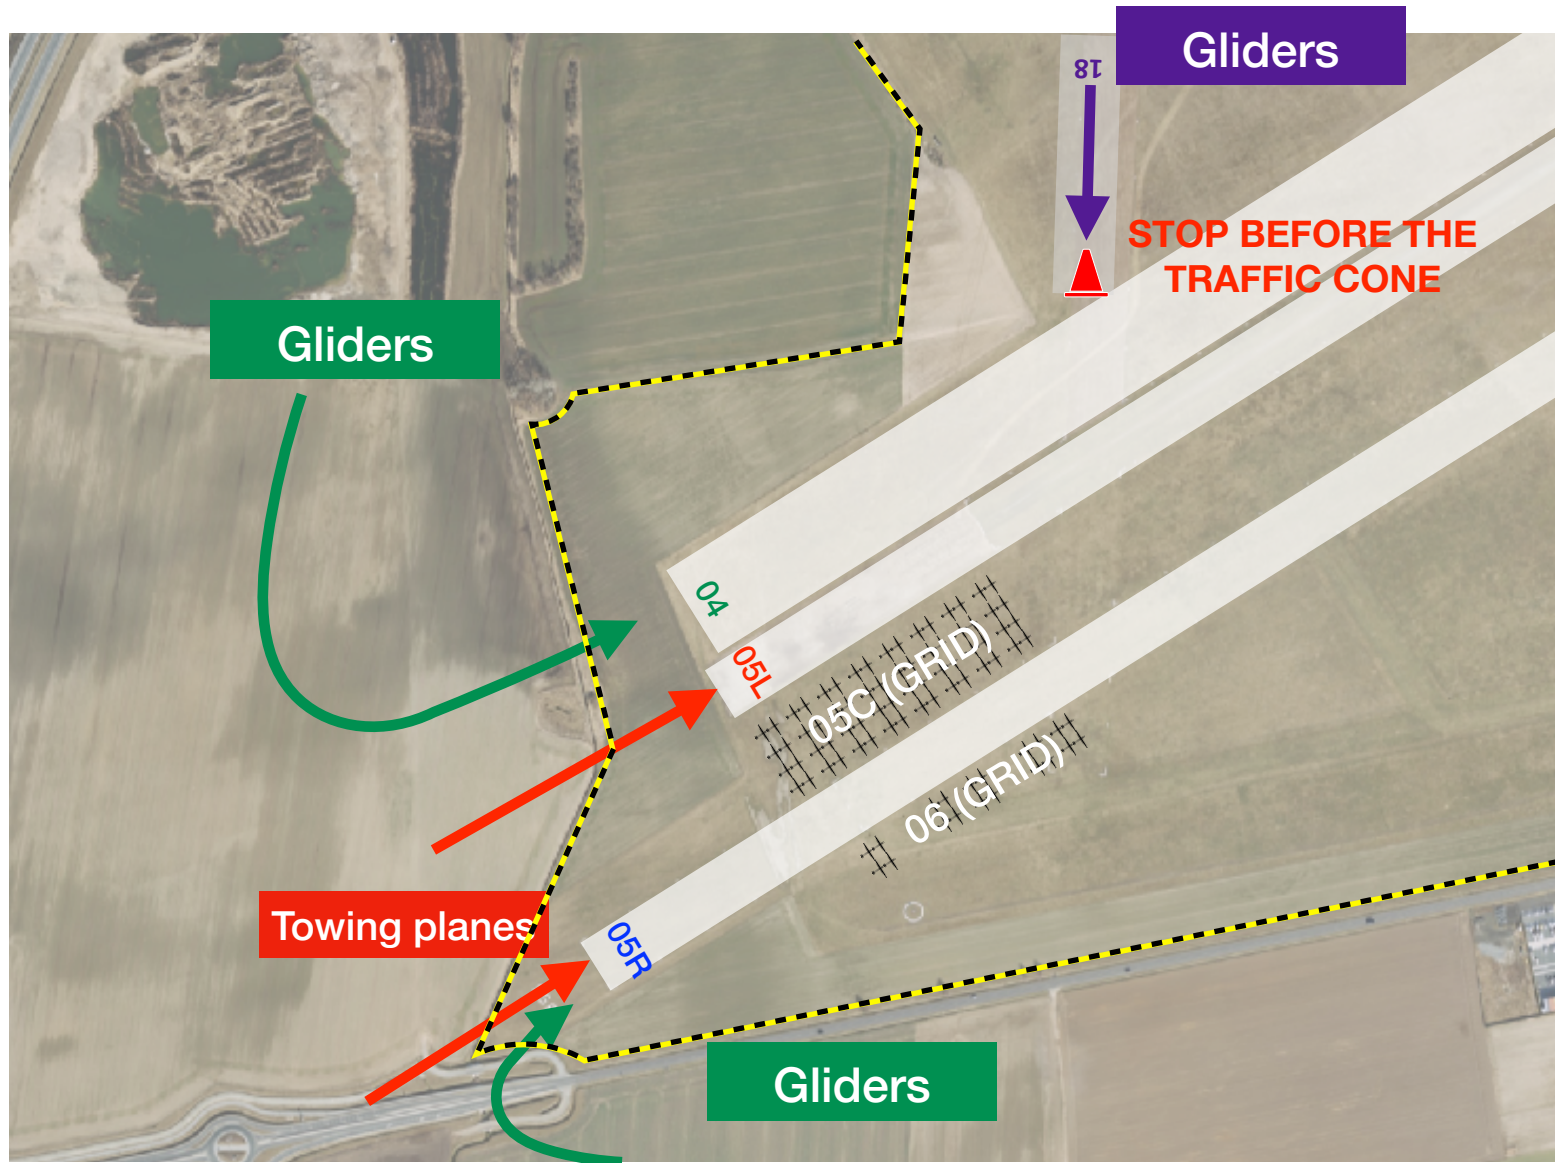 Gliders
18
STOP BEFORE THE
TRAFFIC CONE
Gliders
04
05L
05C (GRID)
06 (GRID)
Towing planes
05R
Gliders